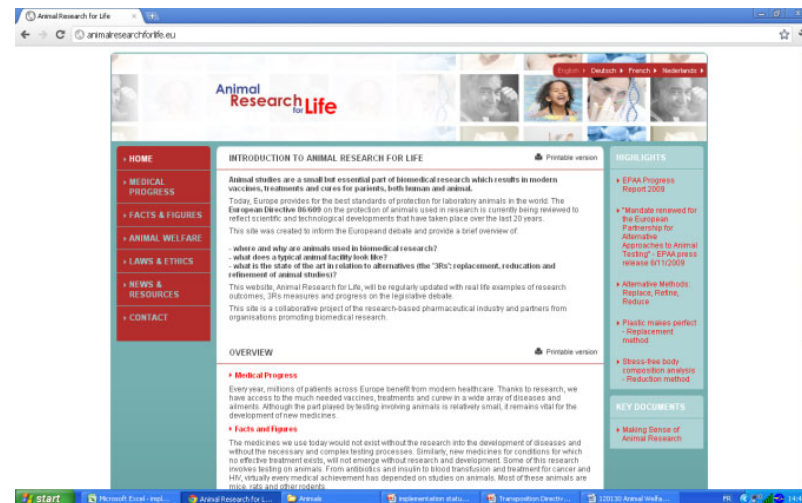 Animal Research for Life
animalresearchforlife.eu
English
Deutsch
French
Nederlands
Animal
Research
for Life
HOME
MEDICAL
PROGRESS
FACTS & FIGURES
ANIMAL WELFARE
LAWS & ETHICS
NEWS &
RESOURCES
CONTACT
INTRODUCTION TO ANIMAL RESEARCH FOR LIFE
Printable version
Animal studies are a small but essential part of biomedical research which results in modern
vaccines, treatments and cures for parients, both human and animal.
Today, Europe provides for the best standards of protection for laboratory animals in the world. The
European Directive 86/609 on the protection of animals used in research is currently being reviewed to
reflect scientific and technological developments that have taken place over the last 20 years.
This site was created to inform the Europeand debate and provide a brief overview of:
- where and why are animals used in biomedical research?
- what does a typical animal facility look like?
- what is the state of the art in relation to alternatives (the "3Rs': replacement, reducation and
refinement of animal studies)?
This website, Animal Research for Life, will be regularly updated with real life examples of research
outcomes, 3Rs measures and progress on the legislative debate.
This site is a collaborative project of the research-based pharmaceutical industry and partners from
organisations promoting biomedical research.
OVERVIEW
Printable version
Medical Progress
Every year, millions of patients across Europe benefit from modern healthcare. Thanks to research, we
have access to the much needed vaccines, treatments and curew in a wide array of diseases and
ailments. Although the part played by testing involving animals is relatively small, it remains vital for the
development of new medicines.
Facts and Figures
The medicines we use today would not exist without the research into the development of diseases and
without the necessary and complex testing processes. Similarly, new medicines for conditions for which
no effective treatment exists, will not emerge without research and development. Some of this research
involves testing on animals. From antibiotics and insulin to blood transfusion and treatment for cancer and
HIV, virtually every medical achievement has depended on studies on animals. Most of these animals are
mice, rats and other rodents.
HIGHLIGHTS
EPAA Progress
Report 2009
"Mandate renewed for
the European
Partnership for
Alternative
Approaches to Animal
Testing" - EPAA press
release 6/11/2009
Alternative Methods:
Replace, Refine,
Reduce
Plastic makes perfect
- Replacement
method
Stress-free body
composition analysis
- Reduction method
KEY DOCUMENTS
Making Sense of
Animal Research
start
Microsoft Excel - impl...
Animal Research for L...
Animals
implementation statu...
Transposition Directiv...
120130 Animal Welfa...
FR